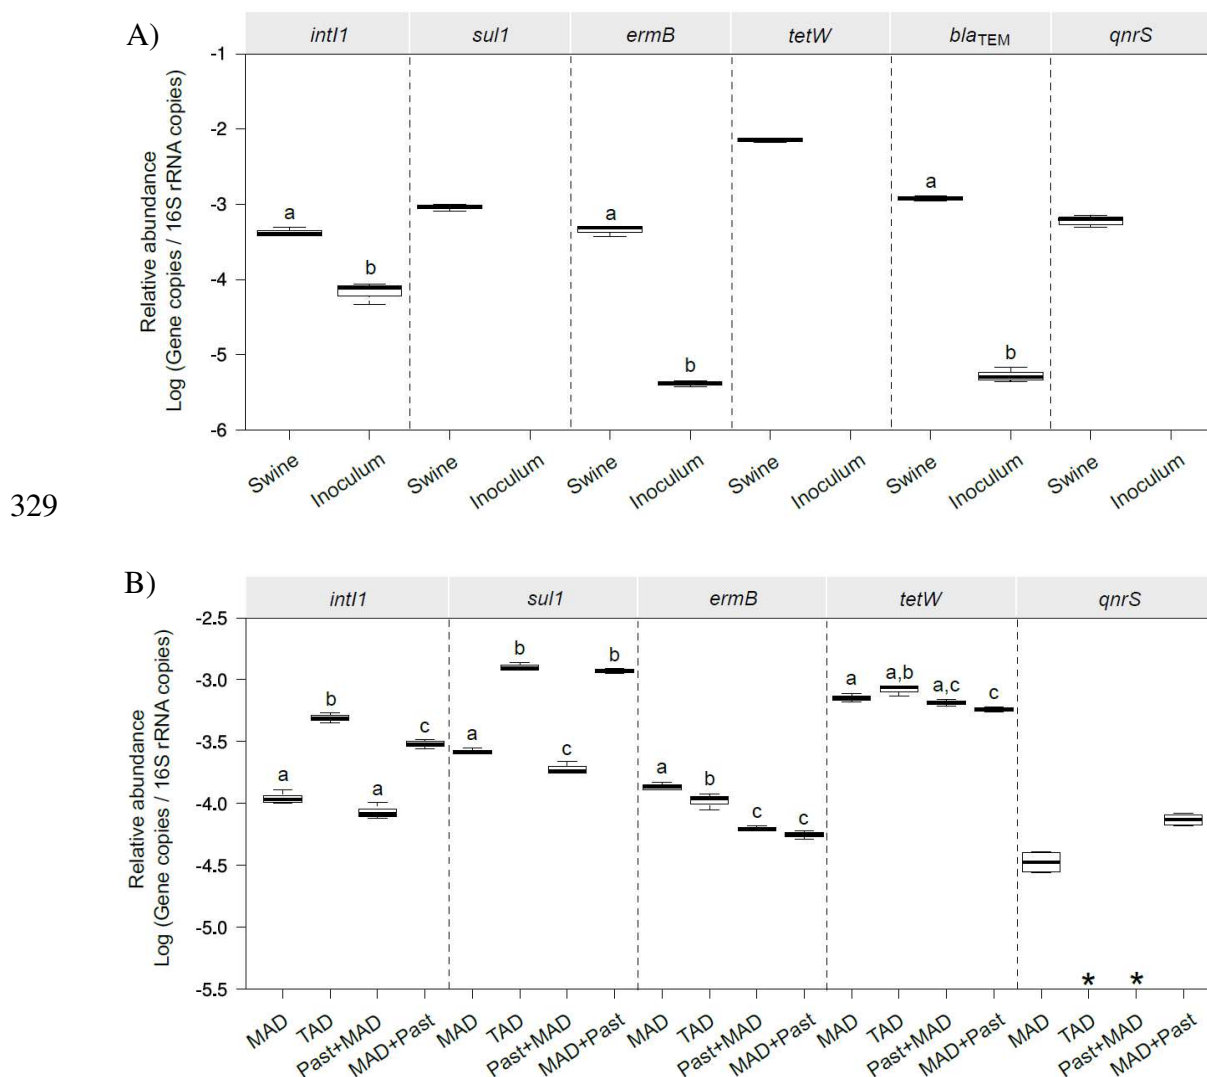 A)
intI1 sul1 ermB tetW blaTEM qnrS
Relative abundance
Log (Gene copies / 16S rRNA copies)
-1
-2
-3
-4
-5
-6
a
b
a
b
a
b
Swine Inoculum Swine Inoculum Swine Inoculum Swine Inoculum Swine Inoculum Swine Inoculum
329
B)
intI1 sul1 ermB tetW qnrS
Relative abundance
Log (Gene copies / 16S rRNA copies)
-2.5
-3.0
-3.5
-4.0
-4.5
-5.0
-5.5
a
b
a
c
a
b
c
b
a
b
c
c
a
a,b
a,c
c
* *
MAD TAD Past+MAD MAD+Past MAD TAD Past+MAD MAD+Past MAD TAD Past+MAD MAD+Past MAD TAD Past+MAD MAD+Past MAD TAD Past+MAD MAD+Past